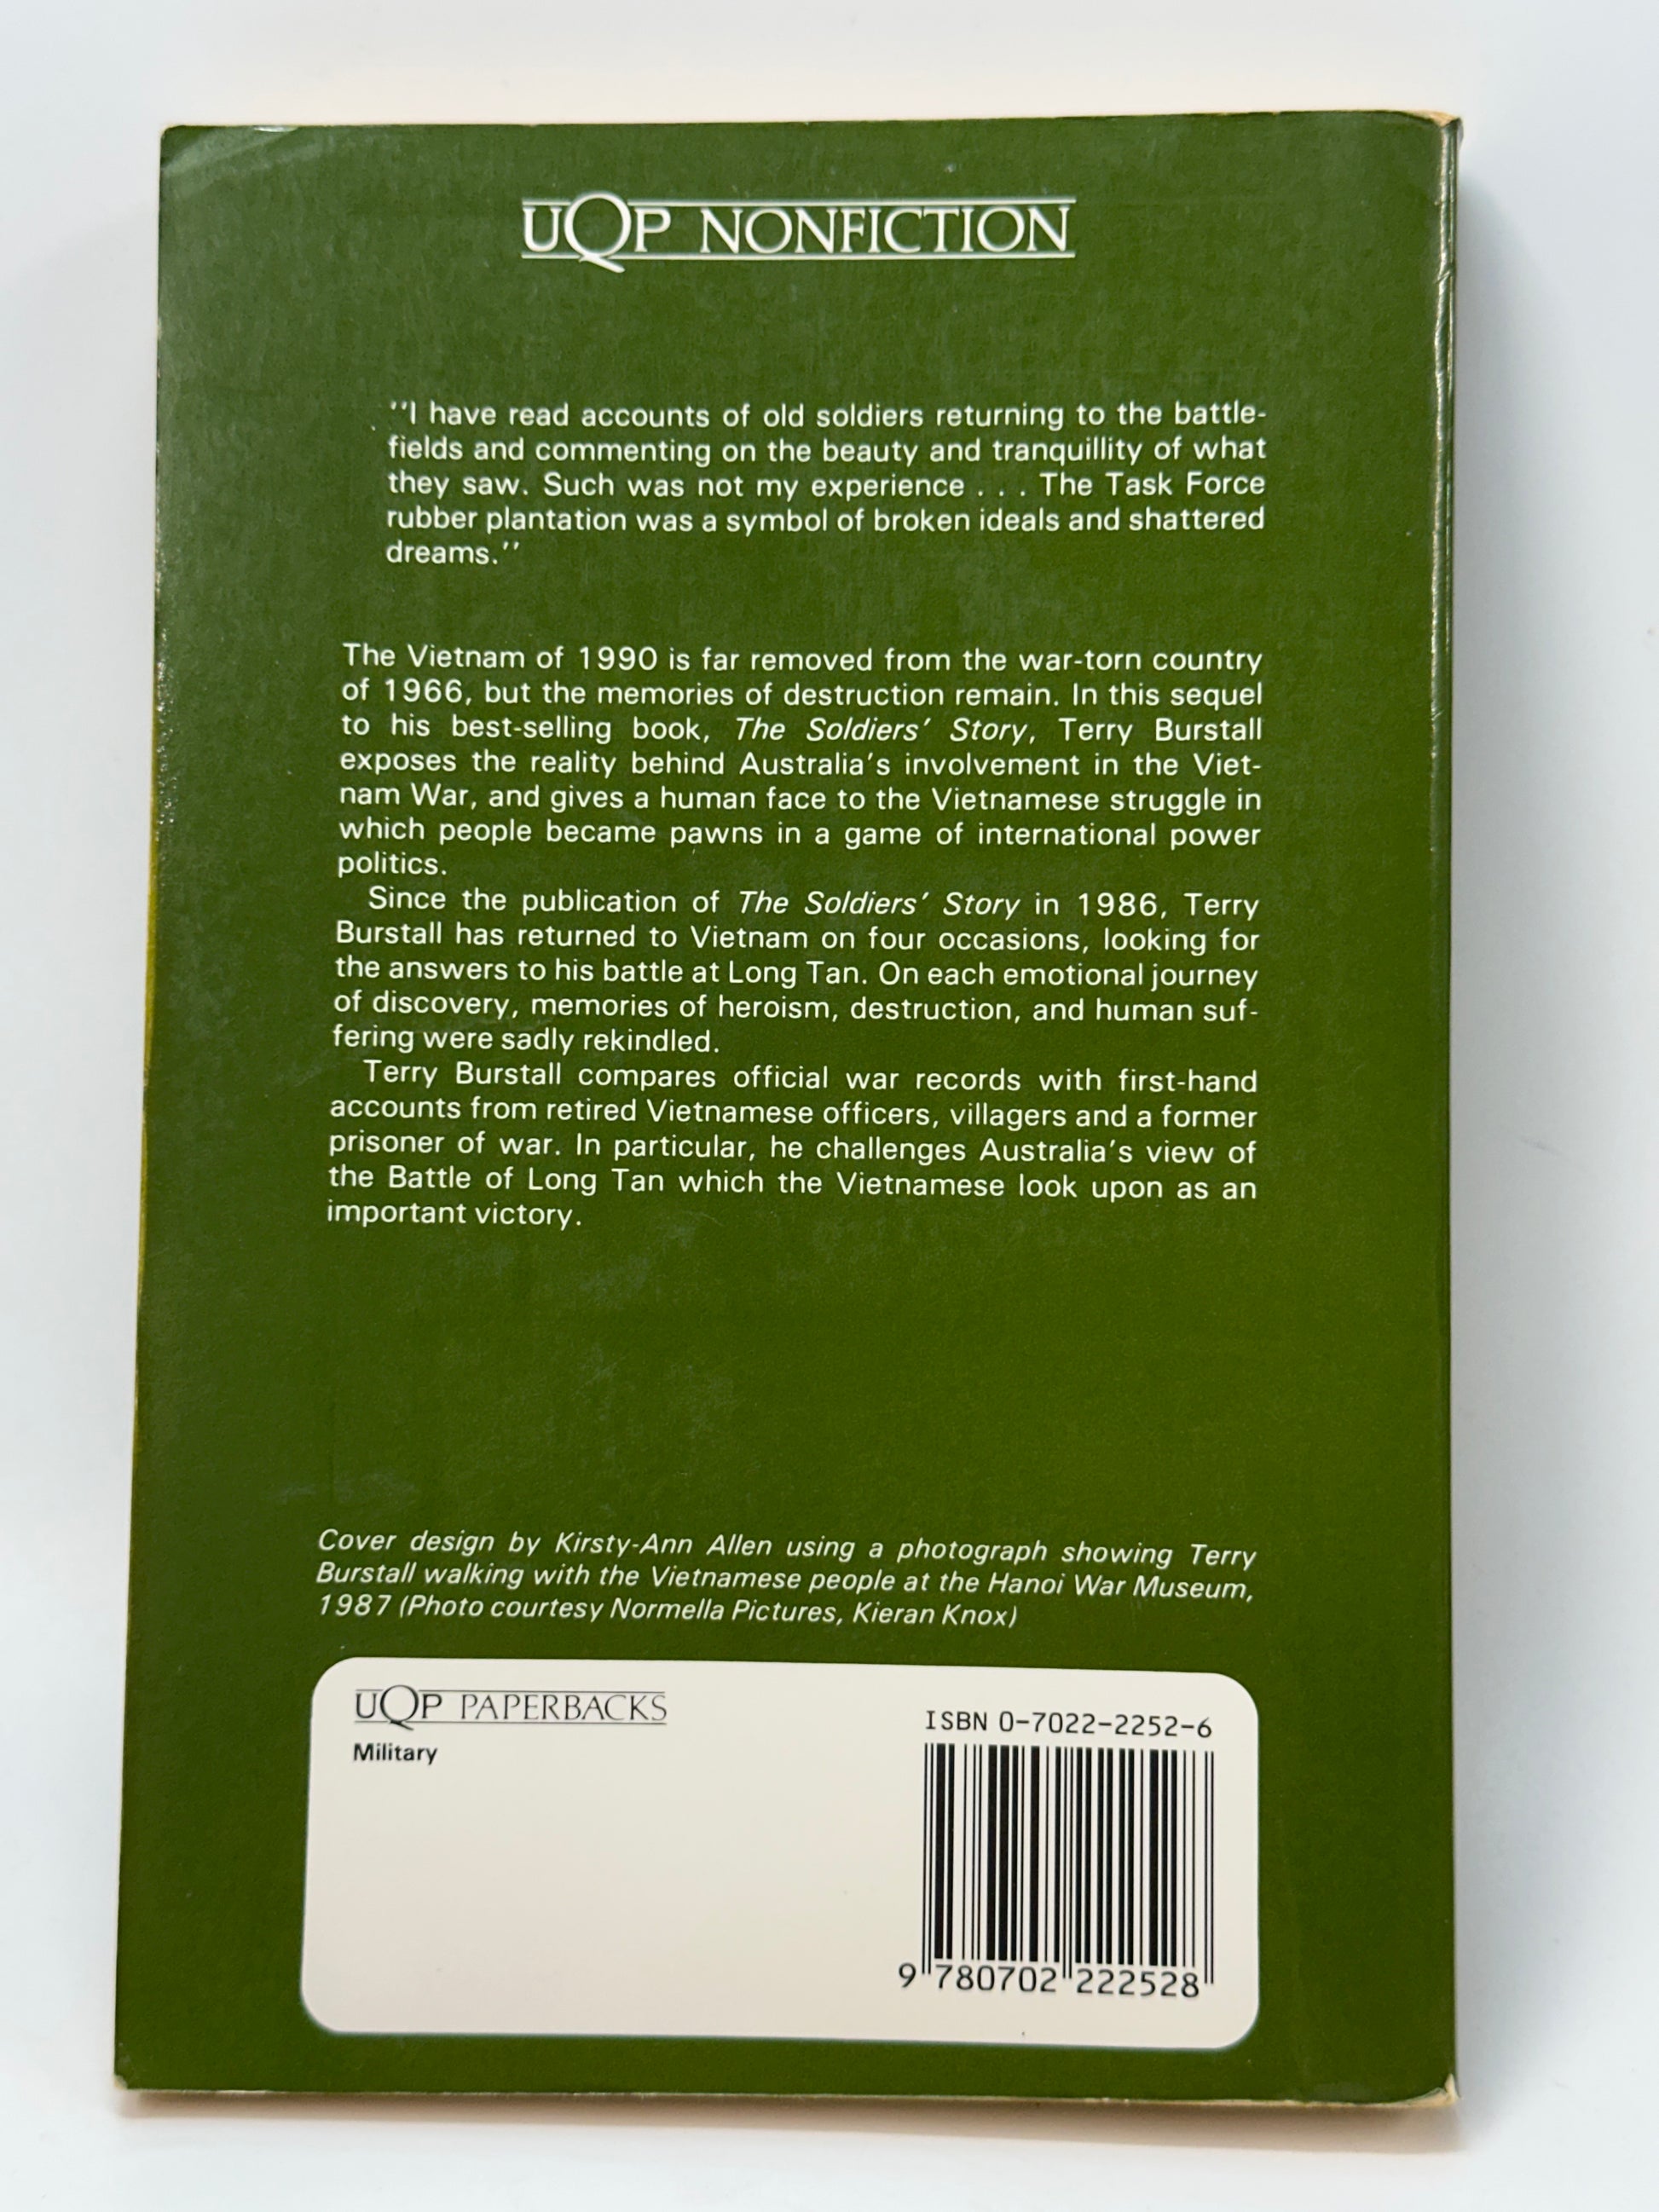 UQP NONFICTION
''I have read accounts of old soldiers returning to the battle-
fields and commenting on the beauty and tranquillity of what
they saw. Such was not my experience . . . The Task Force
rubber plantation was a symbol of broken ideals and shattered
dreams.''
The Vietnam of 1990 is far removed from the war-torn country
of 1966, but the memories of destruction remain. In this sequel
to his best-selling book, The Soldiers' Story, Terry Burstall
exposes the reality behind Australia's involvement in the Viet-
nam War, and gives a human face to the Vietnamese struggle in
which people became pawns in a game of international power
politics.
Since the publication of The Soldiers' Story in 1986, Terry
Burstall has returned to Vietnam on four occasions, looking for
the answers to his battle at Long Tan. On each emotional journey
of discovery, memories of heroism, destruction, and human suf-
fering were sadly rekindled.
Terry Burstall compares official war records with first-hand
accounts from retired Vietnamese officers, villagers and a former
prisoner of war. In particular, he challenges Australia's view of
the Battle of Long Tan which the Vietnamese look upon as an
important victory.
Cover design by Kirsty-Ann Allen using a photograph showing Terry
Burstall walking with the Vietnamese people at the Hanoi War Museum,
1987 (Photo courtesy Normella Pictures, Kieran Knox)
UQP PAPERBACKS
Military
ISBN 0-7022-2252-6
9 780702 222528